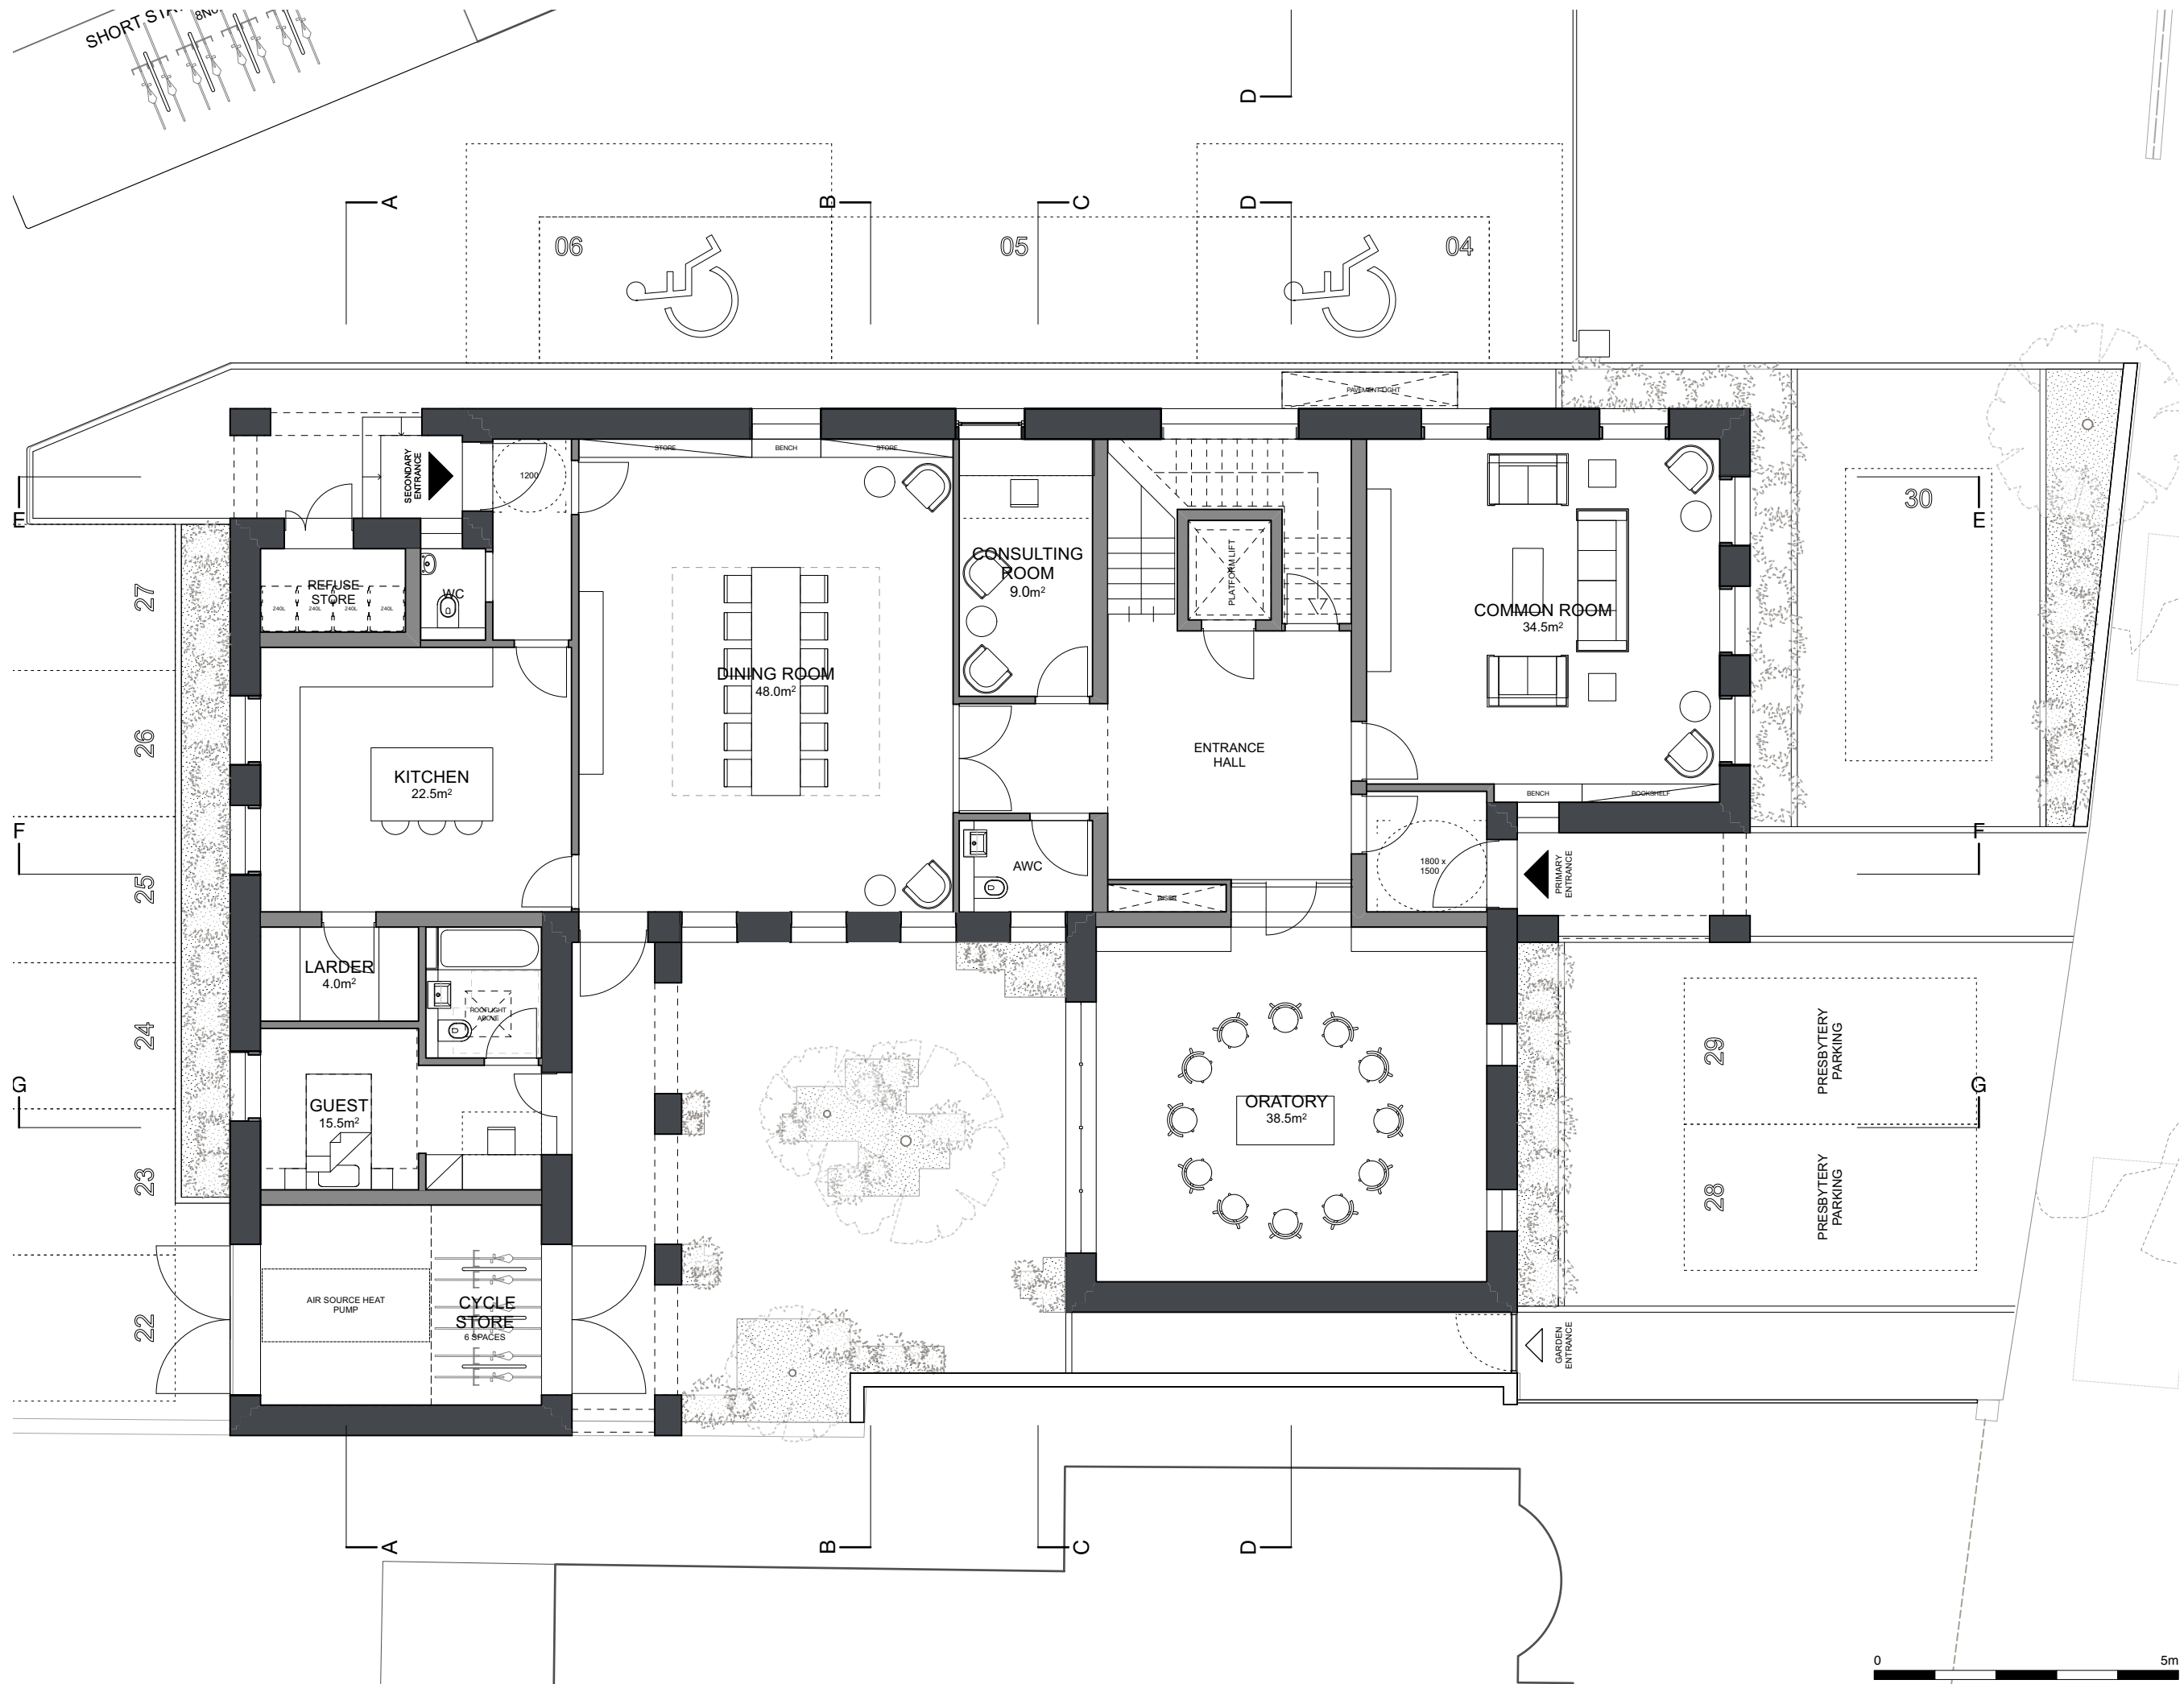 SHORT
D
A
B
C
D
06
05
04
PAVEMENT LIGHT
SECONDARY
ENTRANCE
1200
STORE
BENCH
STORE
E
E
30
CONSULTING
ROOM
9.0m²
PLATFORM LIFT
27
REFUSE
STORE
240L
240L
240L
240L
WC
COMMON ROOM
34.5m²
DINING ROOM
48.0m²
26
KITCHEN
22.5m²
ENTRANCE
HALL
BENCH
BOOKSHELF
F
F
25
AWC
1800 x
1500
PRIMARY
ENTRANCE
RISER
LARDER
4.0m²
ROOFLIGHT
ABOVE
24
29
PRESBYTERY
PARKING
G
G
GUEST
15.5m²
ORATORY
38.5m²
23
28
PRESBYTERY
PARKING
22
AIR SOURCE HEAT
PUMP
CYCLE
STORE
6 SPACES
GARDEN
ENTRANCE
A
B
C
D
0
5m